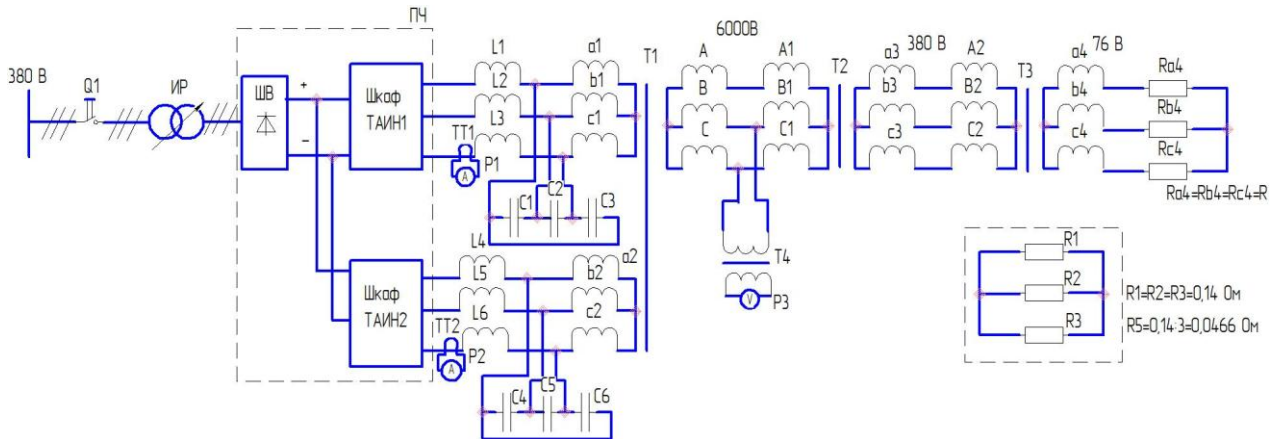 ПЧ
380 В
Q1
ИР
ШВ
+
−
Шкаф
ТАИН1
L1
L2
L3
ТТ1
A
P1
a1
b1
c1
T1
C1
C2
C3
6000В
A
B
C
A1
B1
C1
T2
a3
b3
c3
380 В
A2
B2
C2
T3
76 В
a4
b4
c4
Ra4
Rb4
Rc4
Ra4=Rb4=Rc4=R
T4
V
P3
Шкаф
ТАИН2
L4
L5
L6
ТТ2
A
P2
a2
b2
c2
C4
C5
C6
R1
R2
R3
R1=R2=R3=0,14 Ом
R5=0,14·3=0,0466 Ом